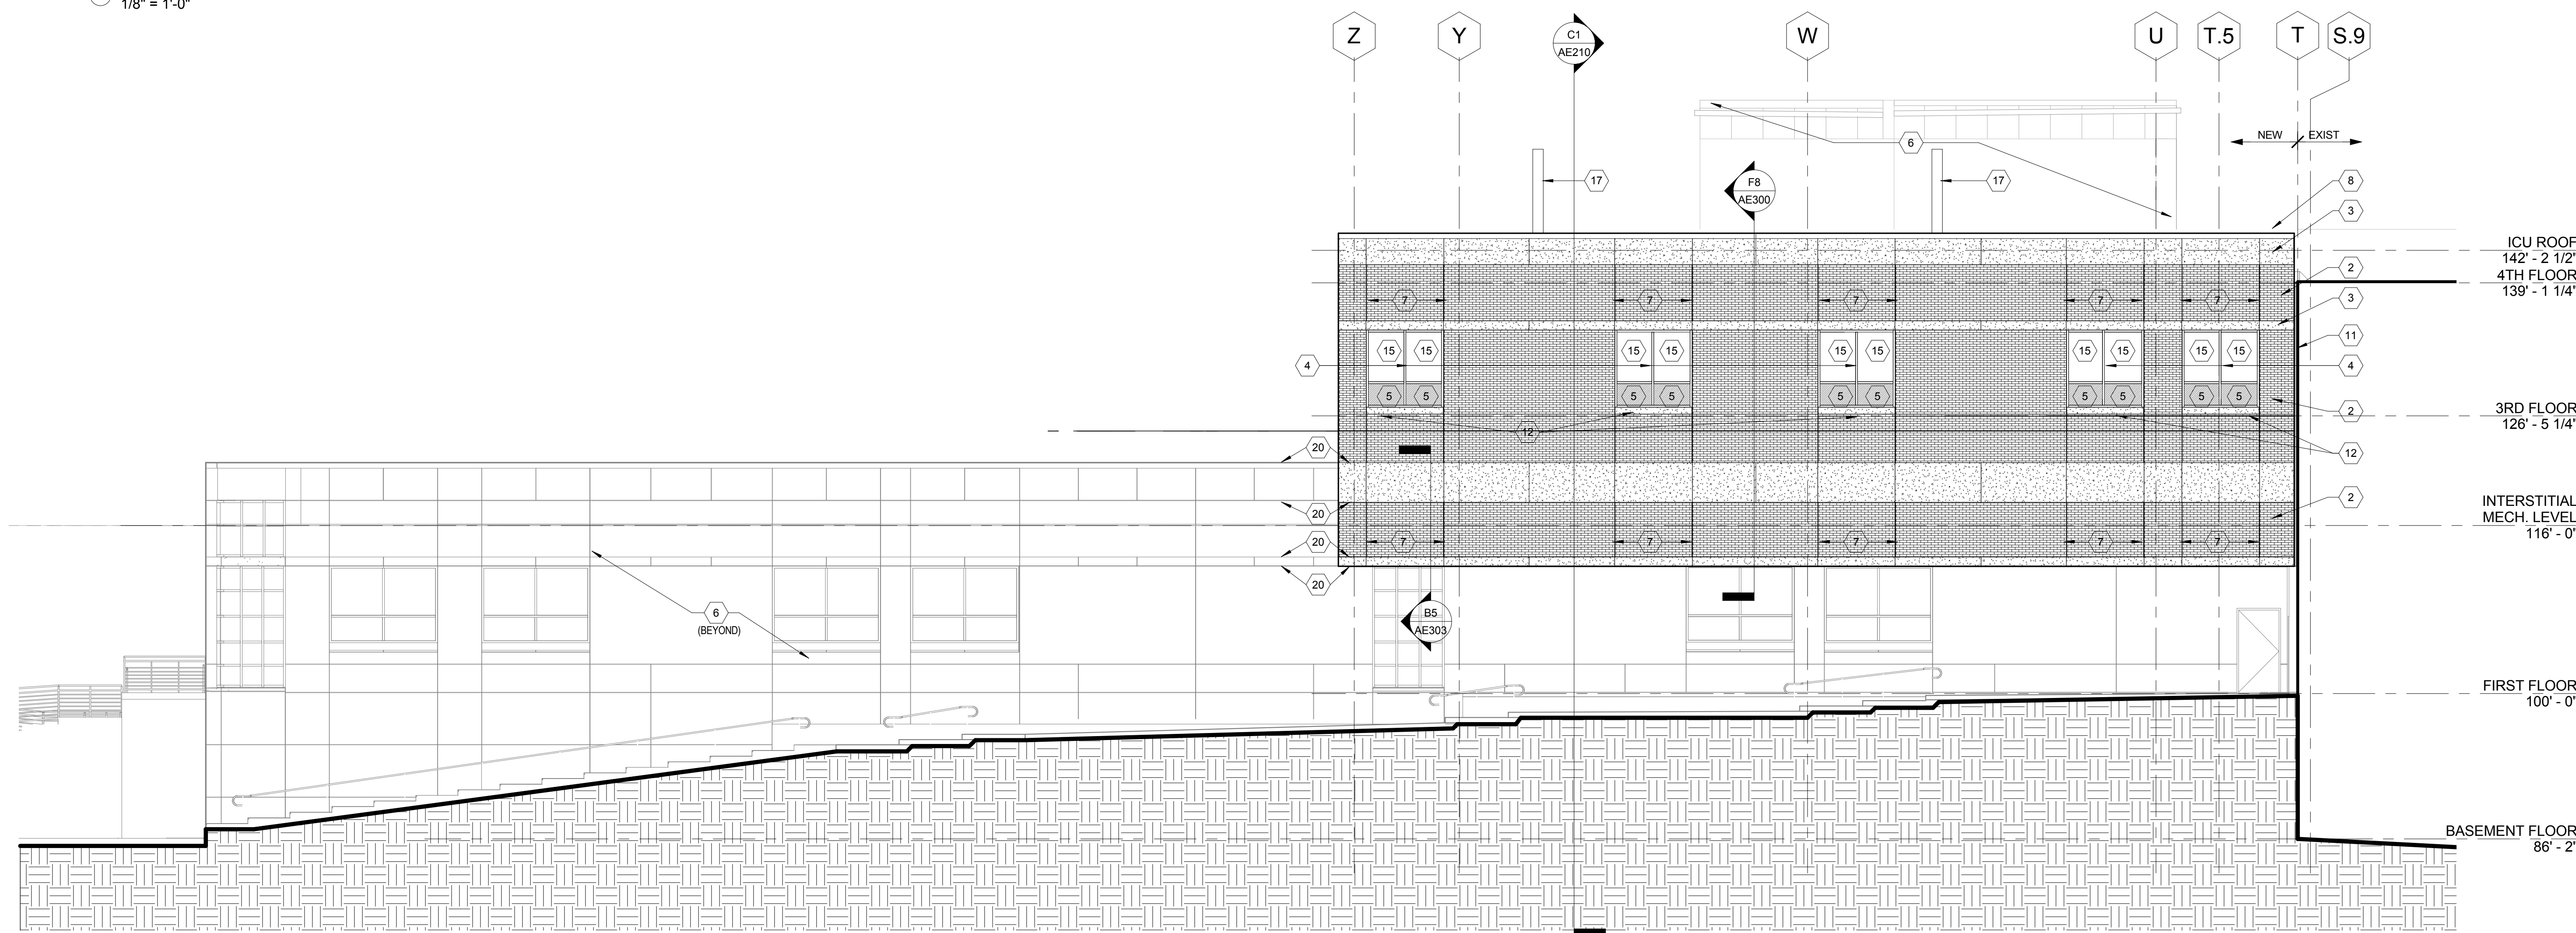 1/8" = 1'-0"
Z
Y
C1
AE210
W
U
T.5
T
S.9
NEW
EXIST
6
17
F8
AE300
17
8
3
ICU ROOF
142' - 2 1/2"
2
4TH FLOOR
139' - 1 1/4"
7
7
7
7
7
3
11
15
15
15
15
15
15
15
15
15
15
4
4
5
5
5
5
5
5
5
5
5
5
2
3RD FLOOR
126' - 5 1/4"
12
20
12
2
INTERSTITIAL
MECH. LEVEL
116' - 0"
20
20
7
7
7
7
7
20
6
(BEYOND)
B5
AE303
FIRST FLOOR
100' - 0"
BASEMENT FLOOR
86' - 2"